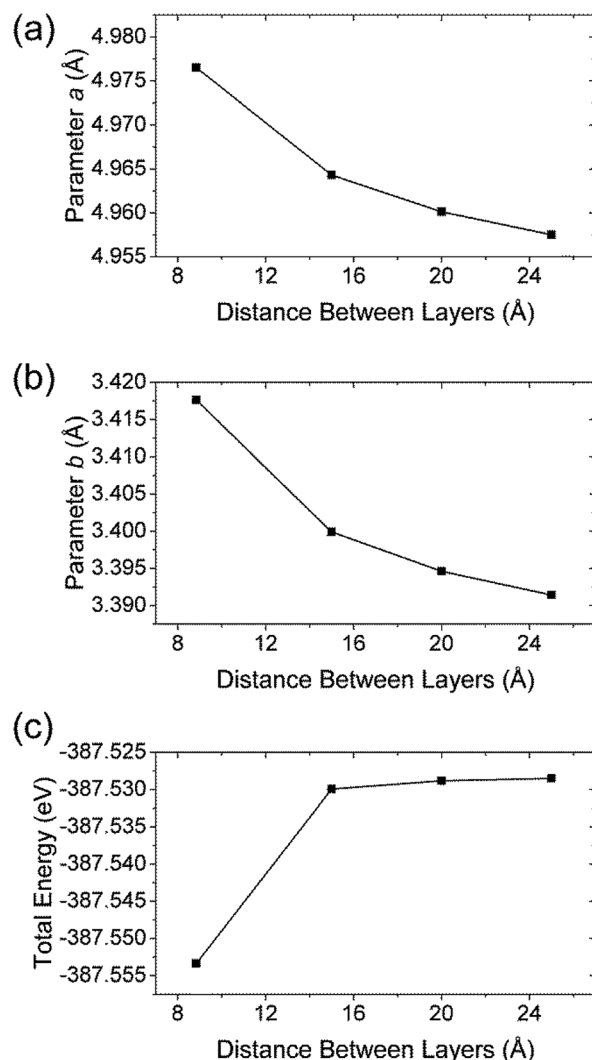 (a)
Parameter a (Å)
4.980
4.975
4.970
4.965
4.960
4.955
8 12 16 20 24
Distance Between Layers (Å)
(b)
Parameter b (Å)
3.420
3.415
3.410
3.405
3.400
3.395
3.390
8 12 16 20 24
Distance Between Layers (Å)
(c)
Total Energy (eV)
-387.525
-387.530
-387.535
-387.540
-387.545
-387.550
-387.555
8 12 16 20 24
Distance Between Layers (Å)